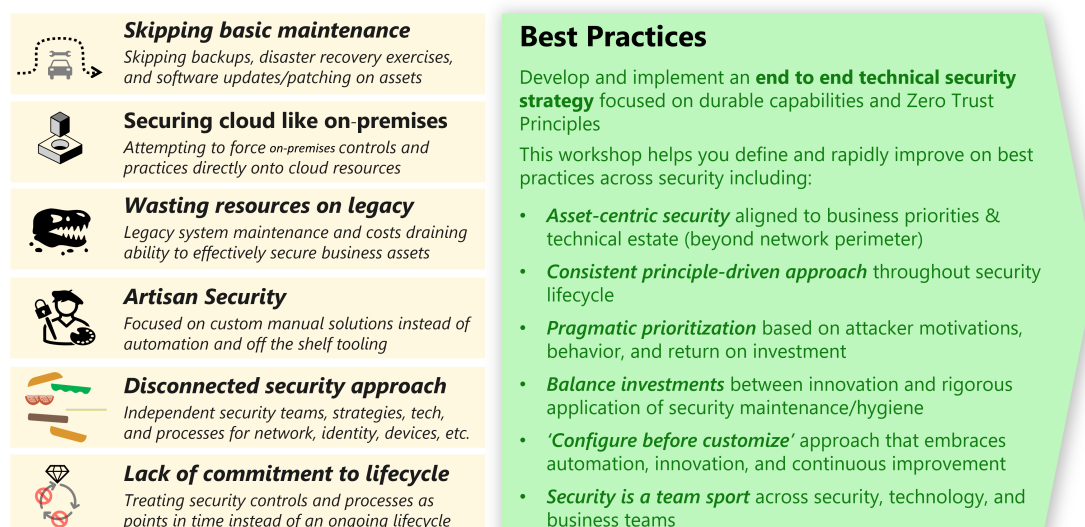 Skipping basic maintenance
Skipping backups, disaster recovery exercises,
and software updates/patching on assets
Securing cloud like on-premises
Attempting to force on-premises controls and
practices directly onto cloud resources
Wasting resources on legacy
Legacy system maintenance and costs draining
ability to effectively secure business assets
Artisan Security
Focused on custom manual solutions instead of
automation and off the shelf tooling
Disconnected security approach
Independent security teams, strategies, tech,
and processes for network, identity, devices, etc.
Lack of commitment to lifecycle
Treating security controls and processes as
points in time instead of an ongoing lifecycle
Best Practices
Develop and implement an end to end technical security
strategy focused on durable capabilities and Zero Trust
Principles
This workshop helps you define and rapidly improve on best
practices across security including:
• Asset-centric security aligned to business priorities &
technical estate (beyond network perimeter)
• Consistent principle-driven approach throughout security
lifecycle
• Pragmatic prioritization based on attacker motivations,
behavior, and return on investment
• Balance investments between innovation and rigorous
application of security maintenance/hygiene
• ‘Configure before customize’ approach that embraces
automation, innovation, and continuous improvement
• Security is a team sport across security, technology, and
business teams